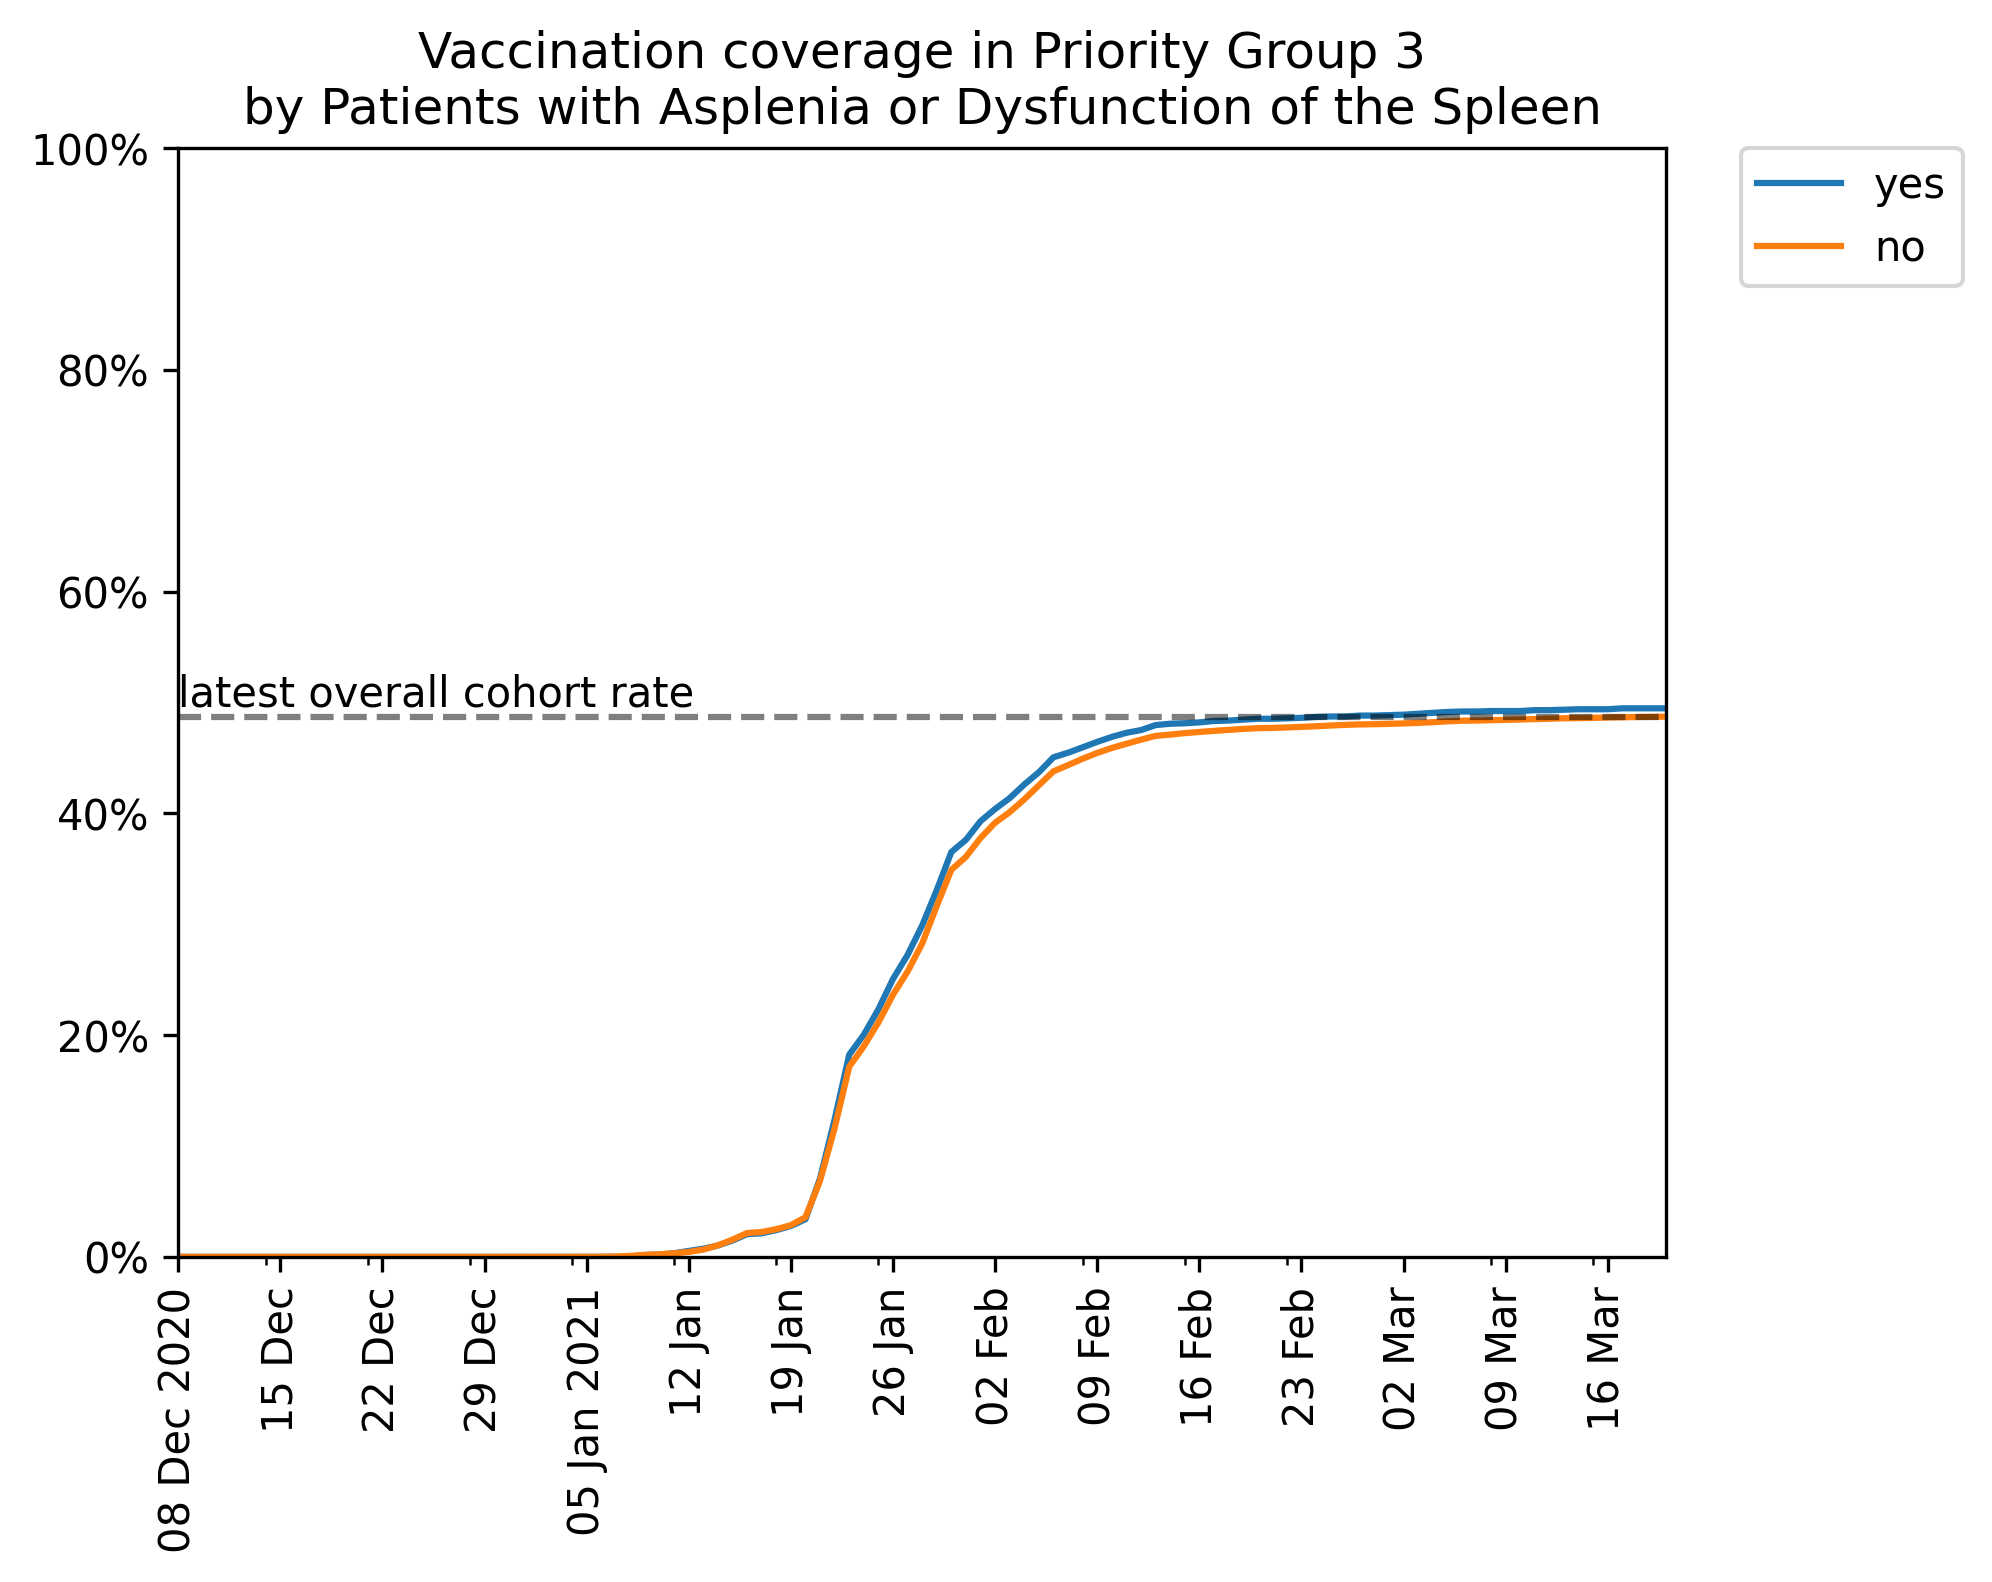 Vaccination coverage in Priority Group 3
by Patients with Asplenia or Dysfunction of the Spleen
100%
80%
60%
40%
20%
0%
latest overall cohort rate
yes
no
08 Dec 2020
15 Dec
22 Dec
29 Dec
05 Jan 2021
12 Jan
19 Jan
26 Jan
02 Feb
09 Feb
16 Feb
23 Feb
02 Mar
09 Mar
16 Mar